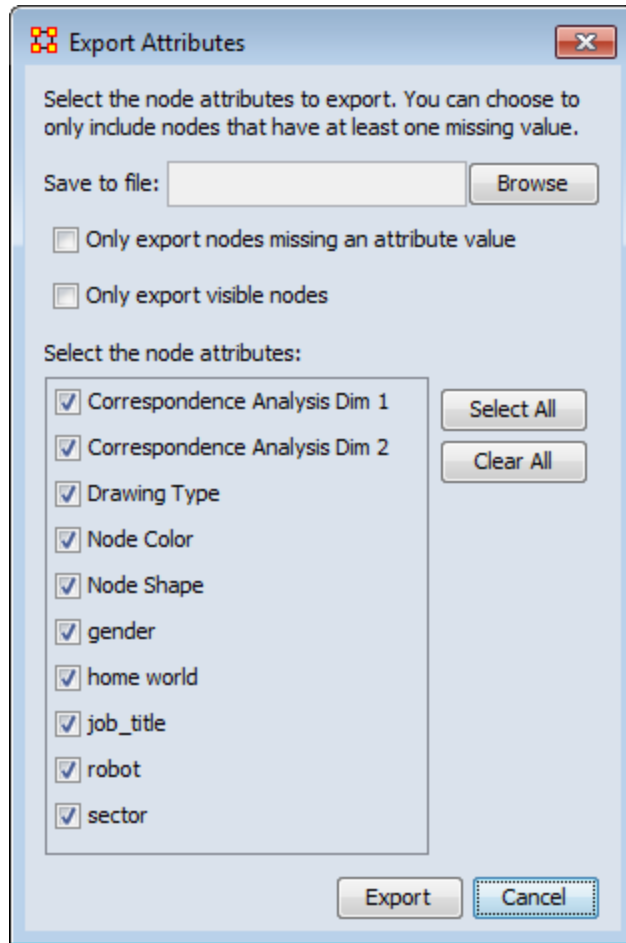 Export Attributes
Select the node attributes to export. You can choose to
only include nodes that have at least one missing value.
Save to file: Browse
Only export nodes missing an attribute value
Only export visible nodes
Select the node attributes:
Correspondence Analysis Dim 1
Select All
Correspondence Analysis Dim 2
Clear All
Drawing Type
Node Color
Node Shape
gender
home world
job_title
robot
sector
Export Cancel